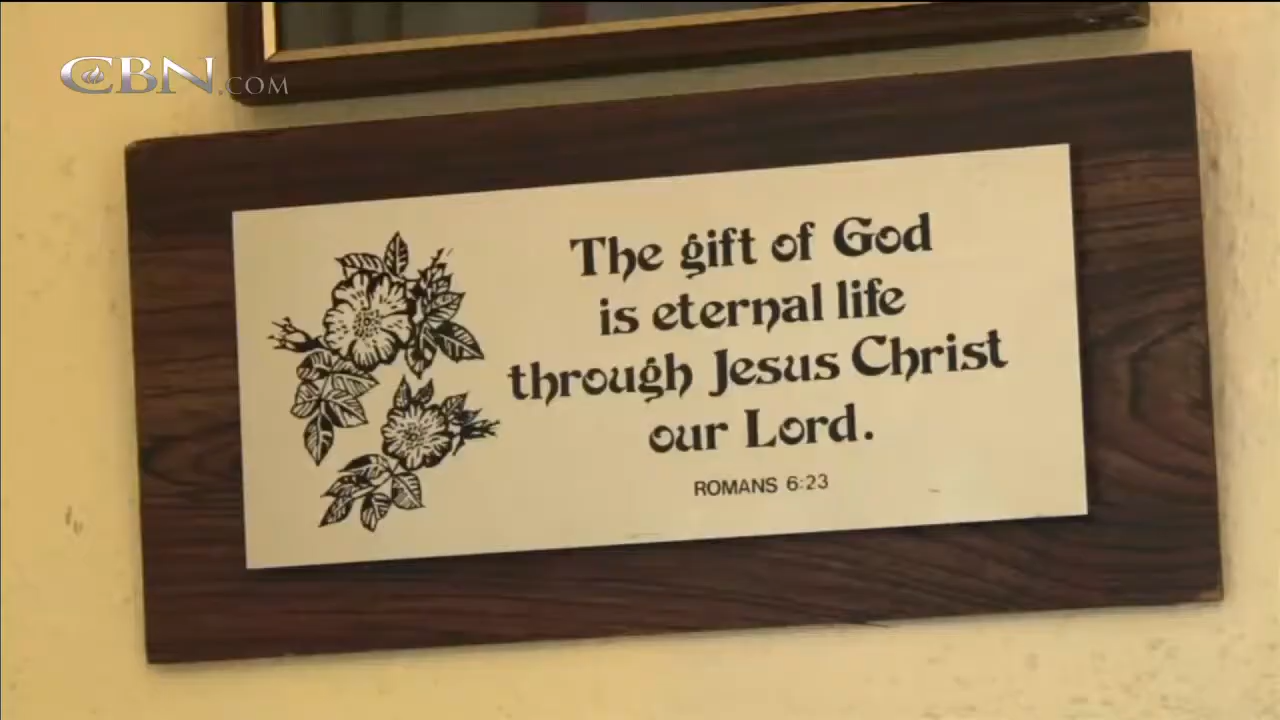 CBN.COM
The gift of God
is eternal life
through Jesus Christ
our Lord.
ROMANS 6:23